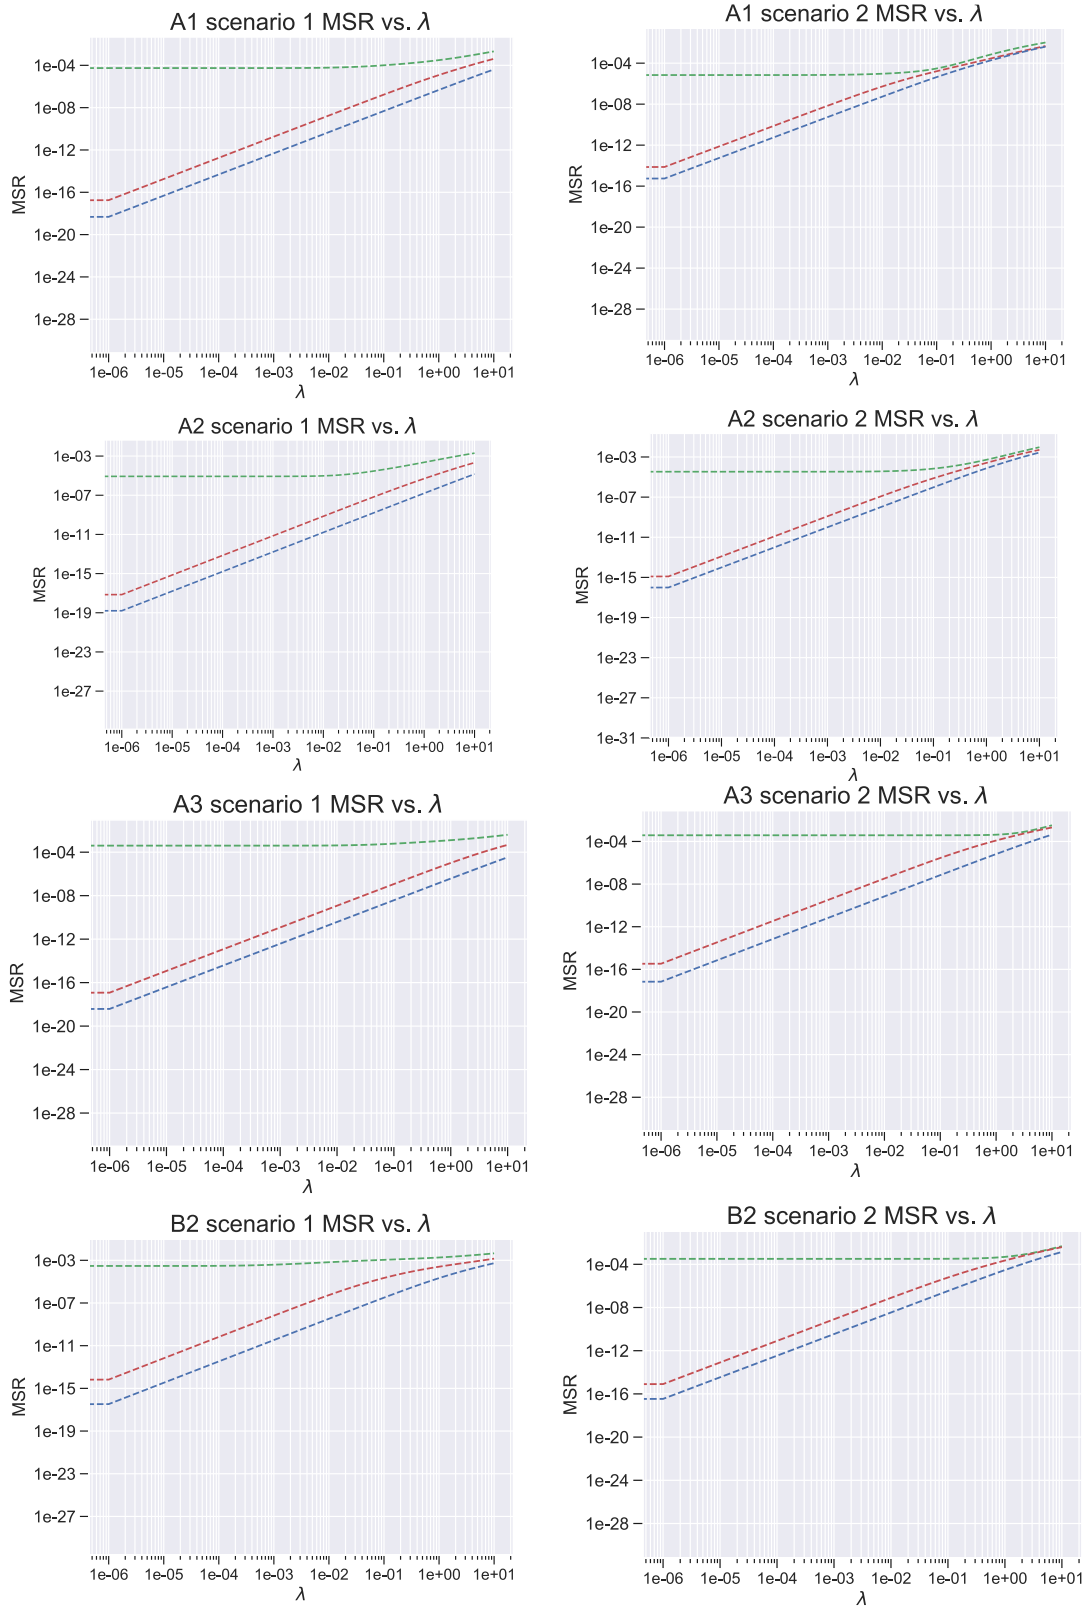 A1 scenario 1 MSR vs. λ
1e-04
1e-08
1e-12
1e-16
1e-20
1e-24
1e-28
MSR
1e-06 1e-05 1e-04 1e-03 1e-02 1e-01 1e+00 1e+01
λ
A1 scenario 2 MSR vs. λ
1e-04
1e-08
1e-12
1e-16
1e-20
1e-24
1e-28
MSR
1e-06 1e-05 1e-04 1e-03 1e-02 1e-01 1e+00 1e+01
λ
A2 scenario 1 MSR vs. λ
1e-03
1e-07
1e-11
1e-15
1e-19
1e-23
1e-27
MSR
1e-06 1e-05 1e-04 1e-03 1e-02 1e-01 1e+00 1e+01
λ
A2 scenario 2 MSR vs. λ
1e-03
1e-07
1e-11
1e-15
1e-19
1e-23
1e-27
1e-31
MSR
1e-06 1e-05 1e-04 1e-03 1e-02 1e-01 1e+00 1e+01
λ
A3 scenario 1 MSR vs. λ
1e-04
1e-08
1e-12
1e-16
1e-20
1e-24
1e-28
MSR
1e-06 1e-05 1e-04 1e-03 1e-02 1e-01 1e+00 1e+01
λ
A3 scenario 2 MSR vs. λ
1e-04
1e-08
1e-12
1e-16
1e-20
1e-24
1e-28
MSR
1e-06 1e-05 1e-04 1e-03 1e-02 1e-01 1e+00 1e+01
λ
B2 scenario 1 MSR vs. λ
1e-03
1e-07
1e-11
1e-15
1e-19
1e-23
1e-27
MSR
1e-06 1e-05 1e-04 1e-03 1e-02 1e-01 1e+00 1e+01
λ
B2 scenario 2 MSR vs. λ
1e-04
1e-08
1e-12
1e-16
1e-20
1e-24
1e-28
MSR
1e-06 1e-05 1e-04 1e-03 1e-02 1e-01 1e+00 1e+01
λ